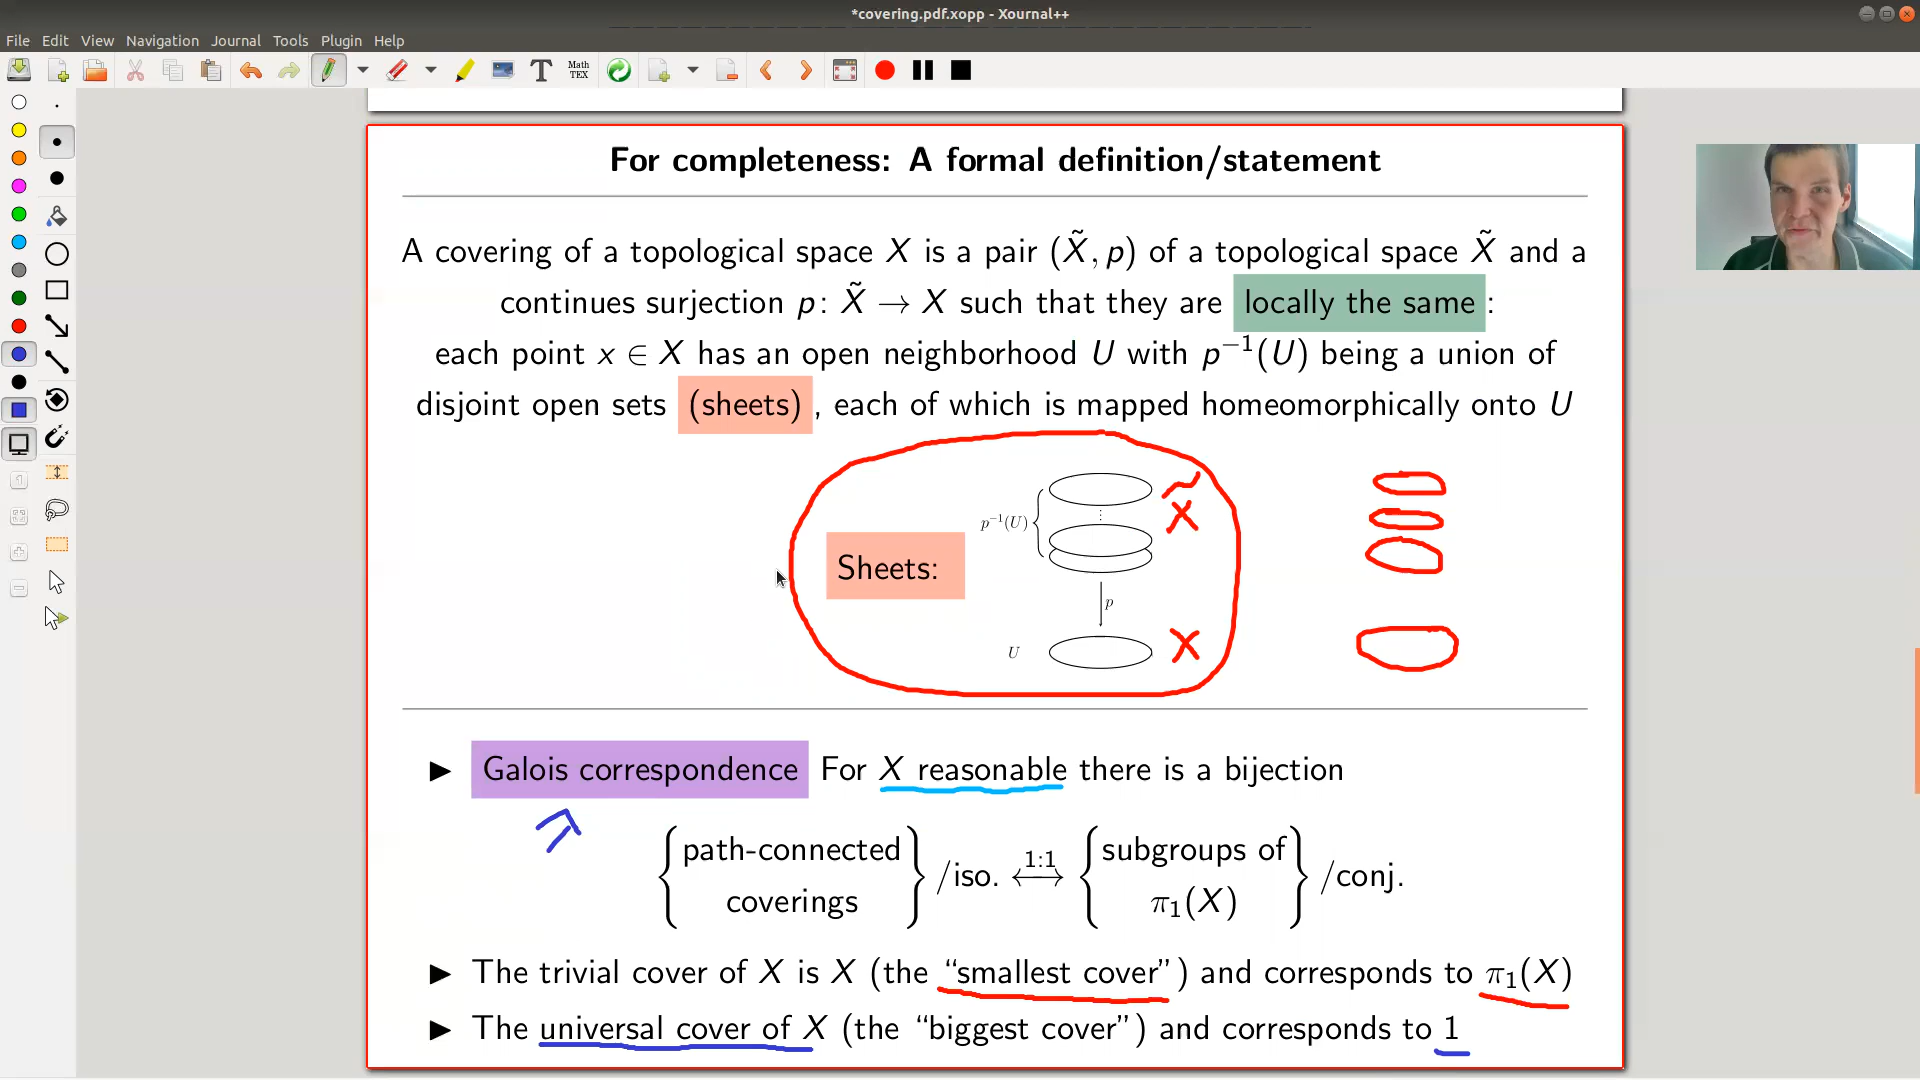 *covering.pdf.xopp - Xournal++
File Edit View Navigation Journal Tools Plugin Help
Math
TEX
For completeness: A formal definition/statement
A covering of a topological space X is a pair (X̃, p) of a topological space X̃ and a
continues surjection p: X̃ → X such that they are locally the same :
each point x ∈ X has an open neighborhood U with p⁻¹(U) being a union of
disjoint open sets (sheets) , each of which is mapped homeomorphically onto U
X̃
p⁻¹(U)
Sheets:
p
U
X
▶ Galois correspondence For X reasonable there is a bijection
{path-connected coverings} /iso. ⟷ 1:1 {subgroups of π₁(X)} /conj.
▶ The trivial cover of X is X (the “smallest cover”) and corresponds to π₁(X)
▶ The universal cover of X (the “biggest cover”) and corresponds to 1